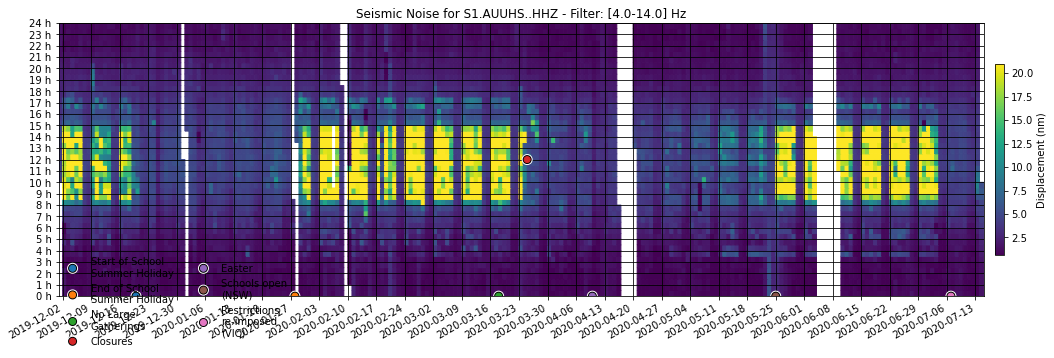 Seismic Noise for S1.AUUHS..HHZ - Filter: [4.0-14.0] Hz
24 h
23 h
22 h
21 h
20 h
19 h
18 h
17 h
16 h
15 h
14 h
13 h
12 h
11 h
10 h
9 h
8 h
7 h
6 h
5 h
4 h
3 h
2 h
1 h
0 h
20.0
17.5
15.0
12.5
10.0
7.5
5.0
2.5
Displacement (nm)
Start of School
Summer Holiday
End of School
Summer Holiday
No Large
Gatherings
Closures
Easter
Schools open
(NSW)
Restrictions
re-imposed
(VIC)
2019-12-02
2019-12-09
2019-12-30
2020-01-06
2020-02-03
2020-02-10
2020-02-17
2020-02-24
2020-03-02
2020-03-09
2020-03-16
2020-03-23
2020-03-30
2020-04-06
2020-04-13
2020-04-20
2020-04-27
2020-05-04
2020-05-11
2020-05-18
2020-05-25
2020-06-01
2020-06-08
2020-06-15
2020-06-22
2020-06-29
2020-07-06
2020-07-13